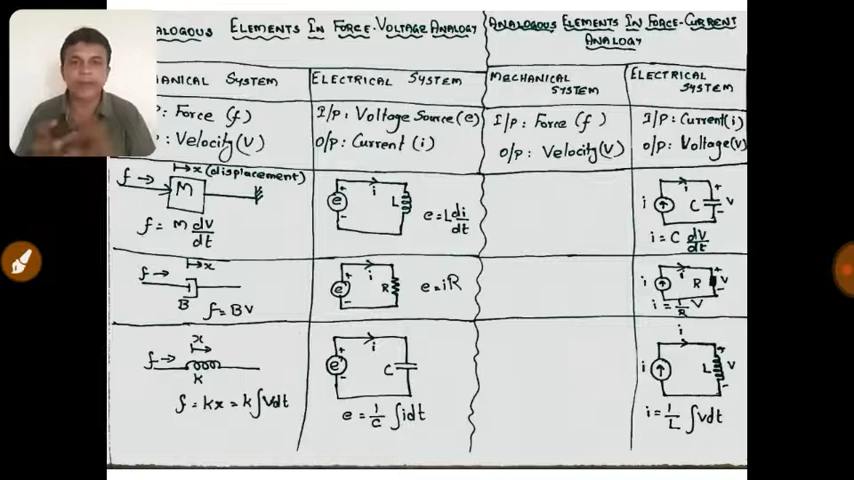 ALOGOUS ELEMENTS IN FORCE-VOLTAGE ANALOGY
ANALOGOUS ELEMENTS IN FORCE-CURRENT
ANALOGY
HANICAL SYSTEM
ELECTRICAL SYSTEM
MECHANICAL
SYSTEM
ELECTRICAL
SYSTEM
P: Force (f)
: Velocity (V)
I/P: Voltage Source (e)
O/P: Current (i)
I/P: Force (f)
O/P: Velocity (V)
I/P: Current (i)
O/P: Voltage (V)
f → M → x (displacement)
f = M dV/dt
e + - i L
e = L di/dt
i C + - V
i = C dV/dt
f → → x
B
f = BV
e + - i R
e = iR
i i R + - V
i = 1/R V
x
f → →
K
f = Kx = K ∫Vdt
e + - i C
e = 1/C ∫idt
i
i L + - V
i = 1/L ∫Vdt